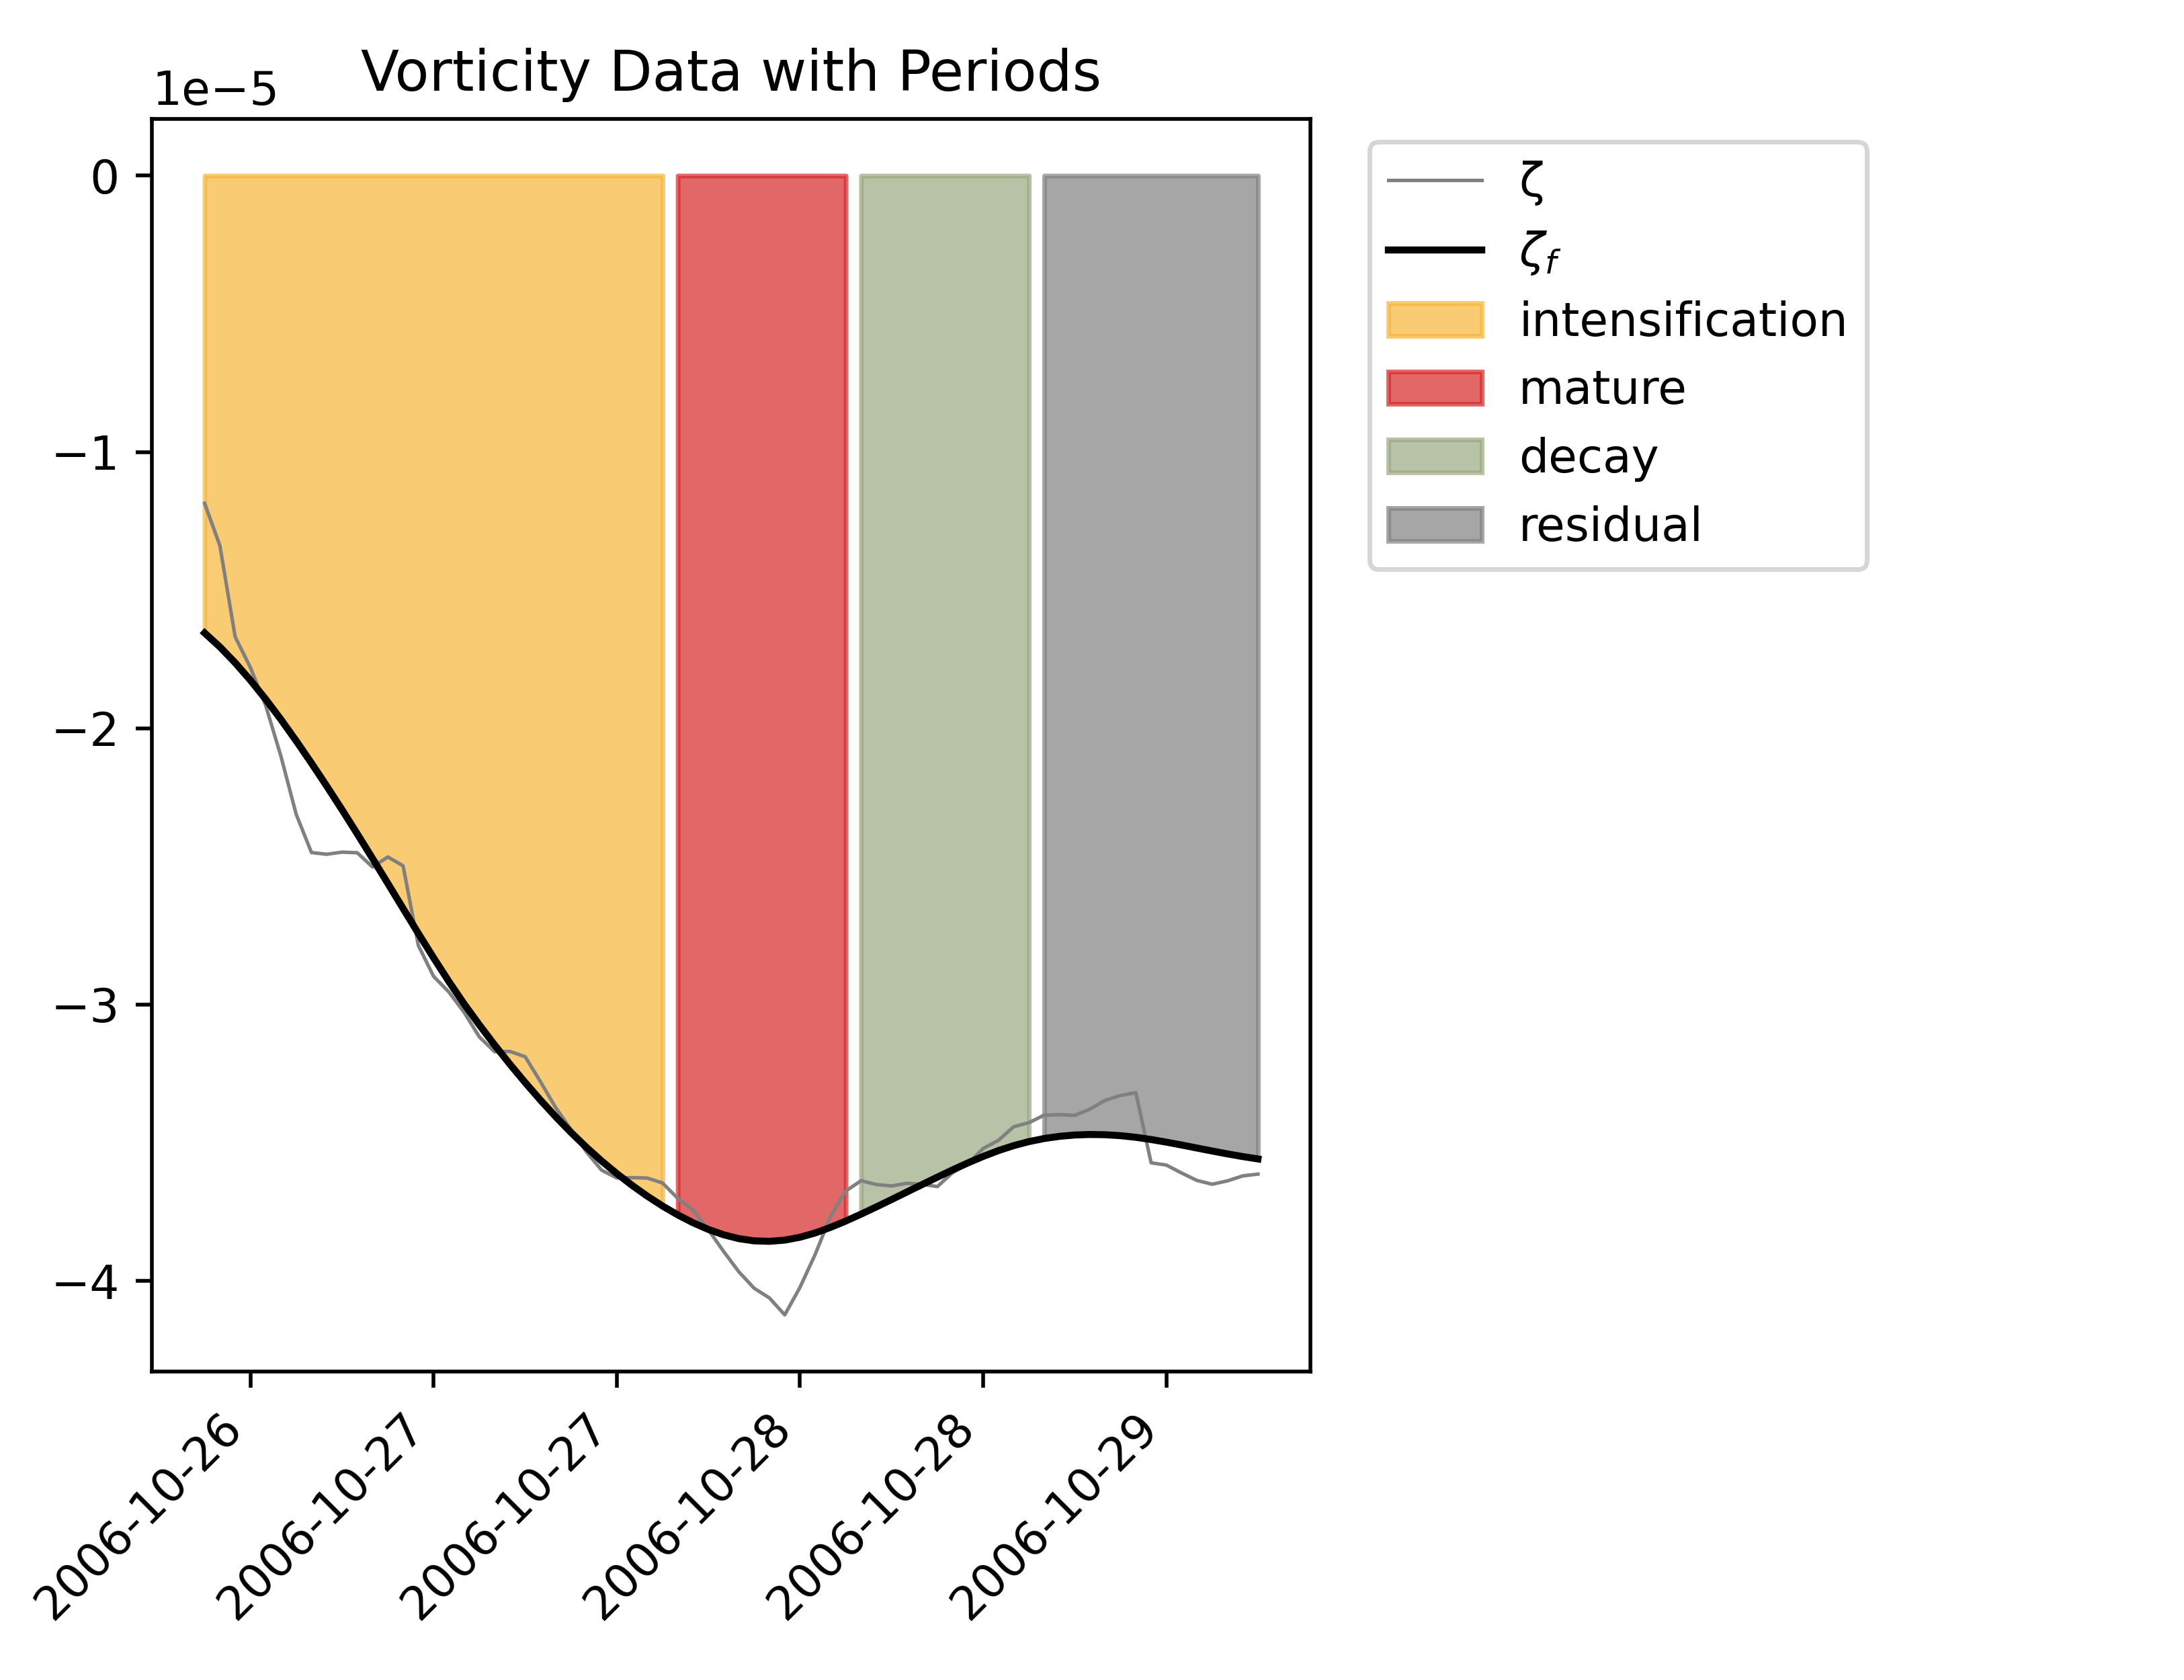 Vorticity Data with Periods
1e−5
0
−1
−2
−3
−4
2006-10-26
2006-10-27
2006-10-27
2006-10-28
2006-10-28
2006-10-29
ζ
ζf
intensification
mature
decay
residual